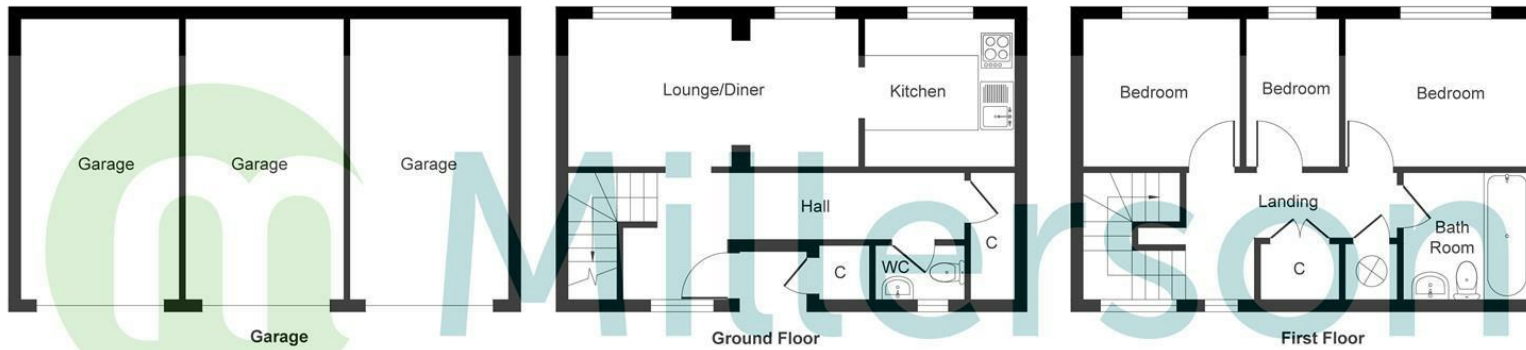 Garage
Garage
Garage
Garage
Lounge/Diner
Kitchen
Hall
C
WC
C
Ground Floor
Bedroom
Bedroom
Bedroom
Landing
Bath
Room
C
First Floor
Millerson